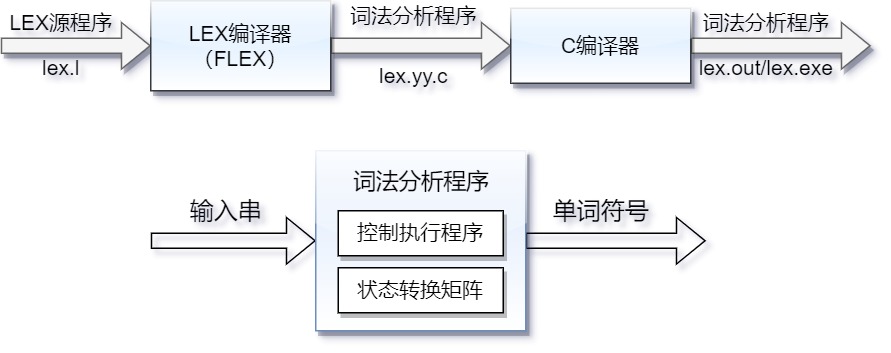 LEX源程序
lex.l
LEX编译器
（FLEX）
词法分析程序
lex.yy.c
C编译器
词法分析程序
lex.out/lex.exe
输入串
词法分析程序
控制执行程序
状态转换矩阵
单词符号